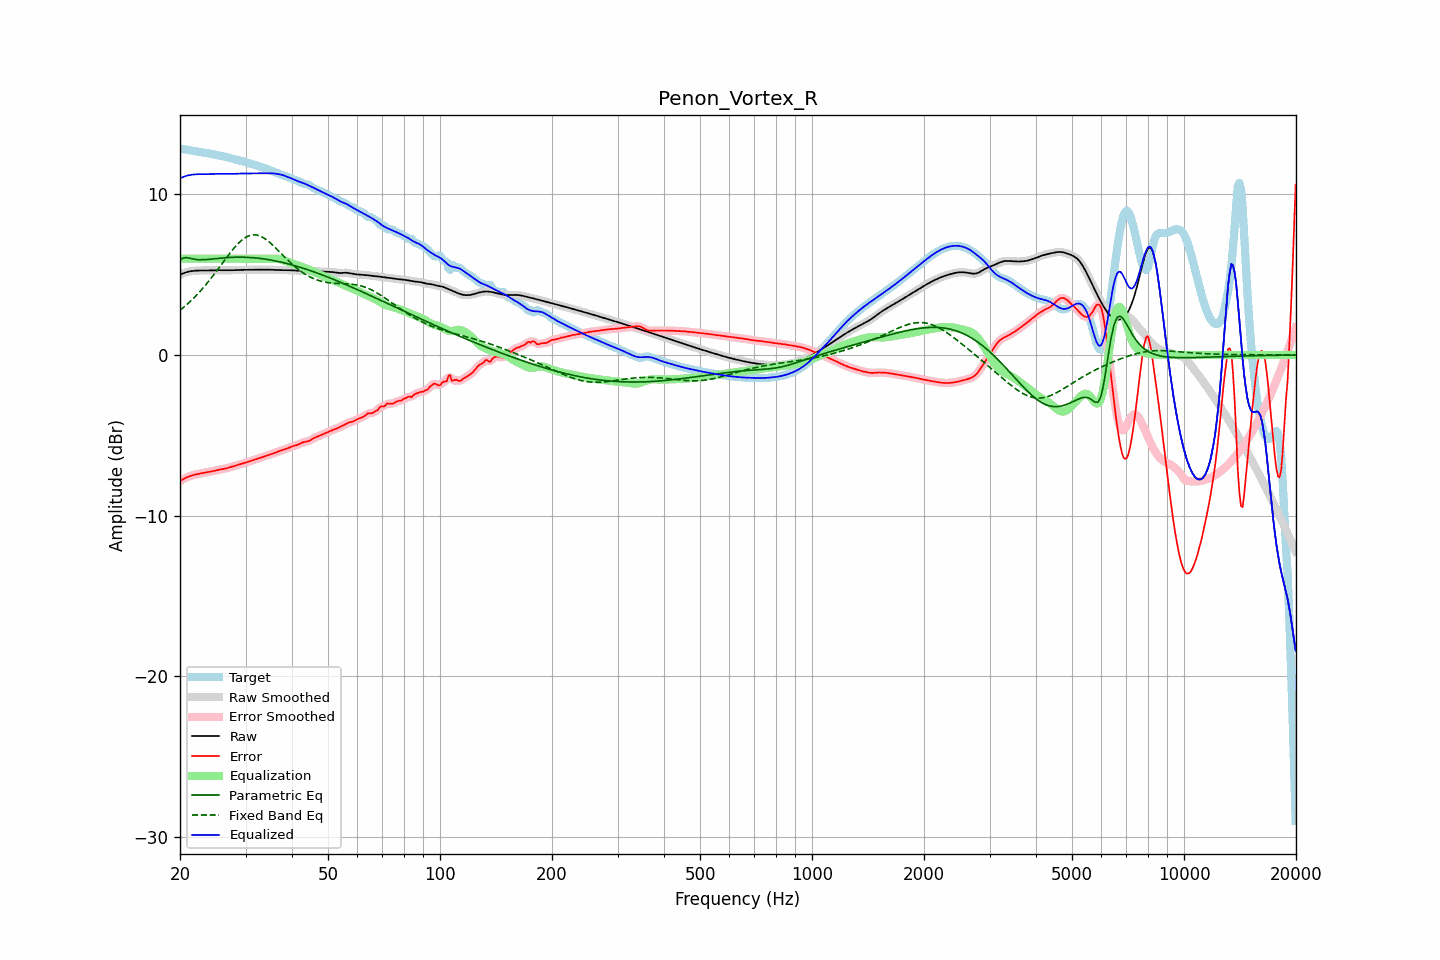 Penon_Vortex_R
Amplitude (dBr)
10
0
−10
−20
−30
Target
Raw Smoothed
Error Smoothed
Raw
Error
Equalization
Parametric Eq
Fixed Band Eq
Equalized
20 50 100 200 500 1000 2000 5000 10000 20000
Frequency (Hz)